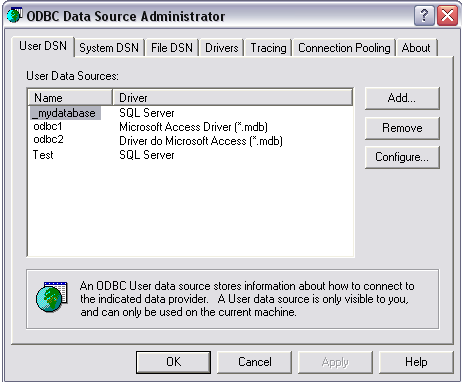 ODBC Data Source Administrator
User DSN System DSN File DSN Drivers Tracing Connection Pooling About
User Data Sources:
Name Driver
_mydatabase SQL Server
odbc1 Microsoft Access Driver (*.mdb)
odbc2 Driver do Microsoft Access (*.mdb)
Test SQL Server
Add...
Remove
Configure...
An ODBC User data source stores information about how to connect to
the indicated data provider. A User data source is only visible to you,
and can only be used on the current machine.
OK Cancel Apply Help